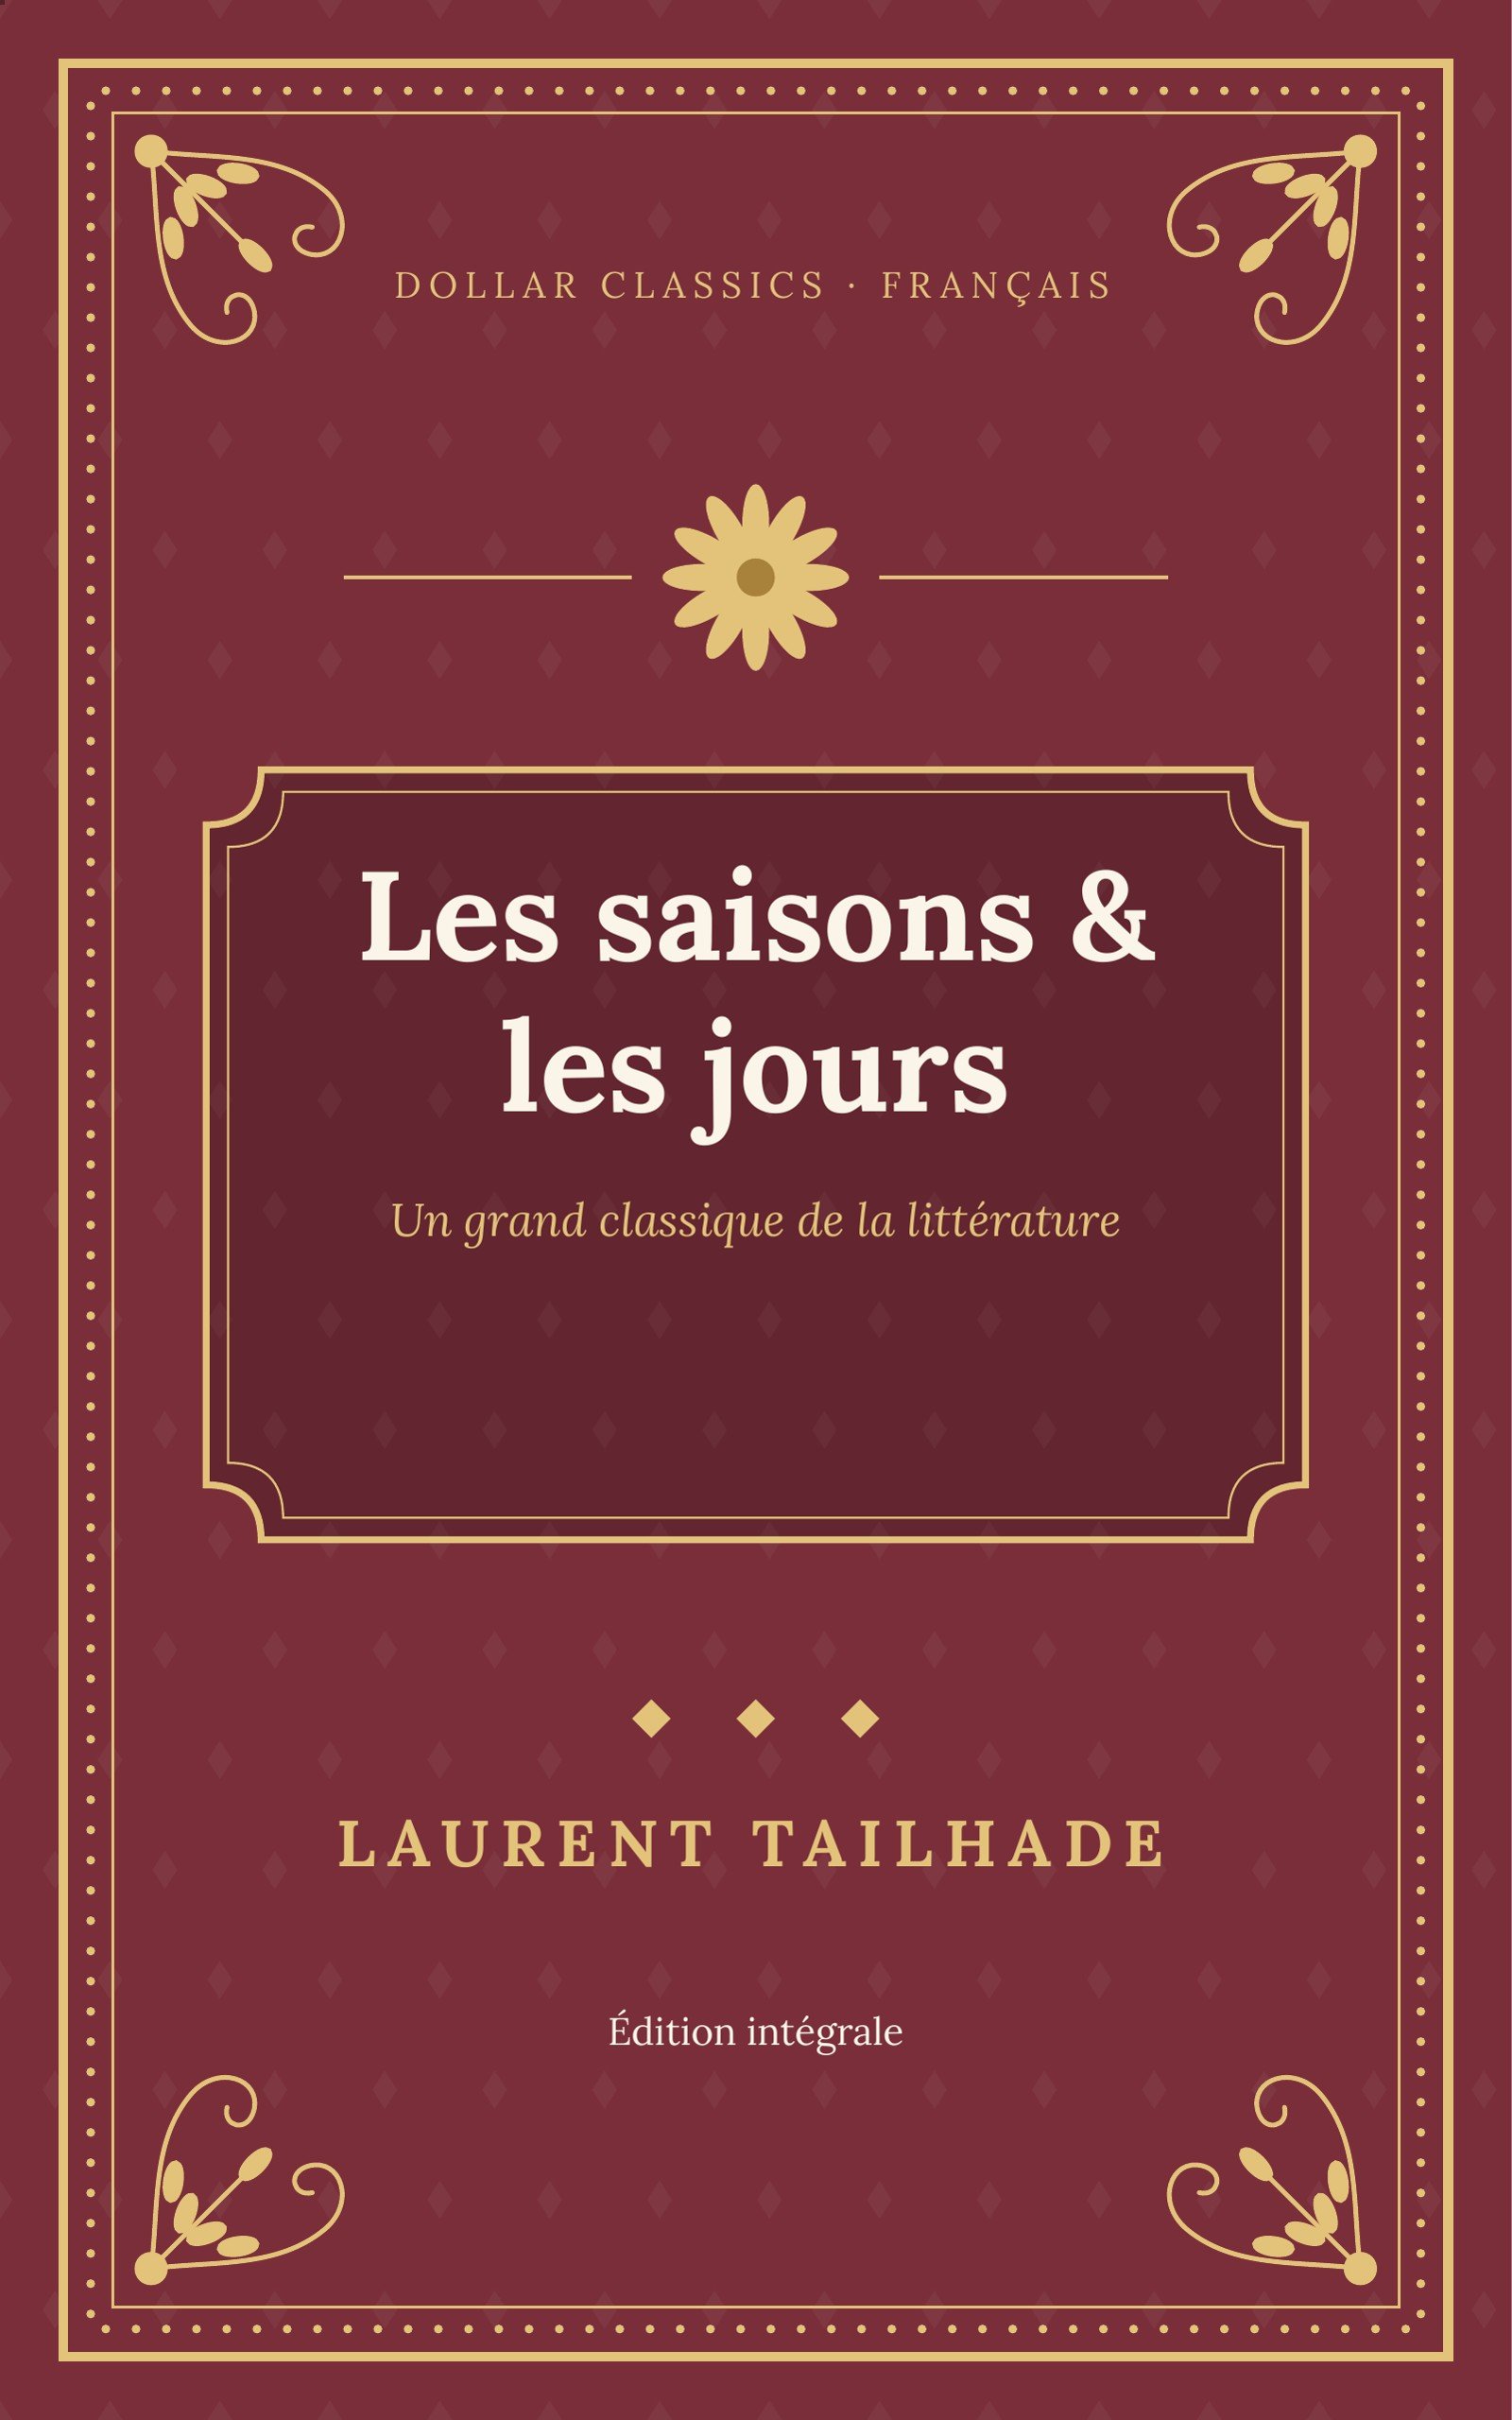 DOLLAR CLASSICS · FRANÇAIS
Les saisons &
les jours
Un grand classique de la littérature
LAURENT TAILHADE
Édition intégrale